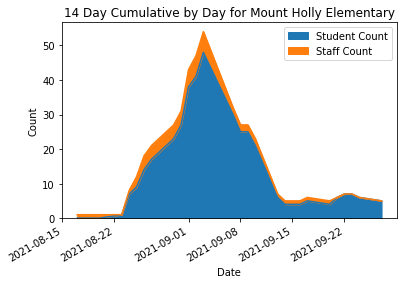 14 Day Cumulative by Day for Mount Holly Elementary
Student Count
Staff Count
Count
50
40
30
20
10
0
2021-08-15
2021-08-22
2021-09-01
2021-09-08
2021-09-15
2021-09-22
Date